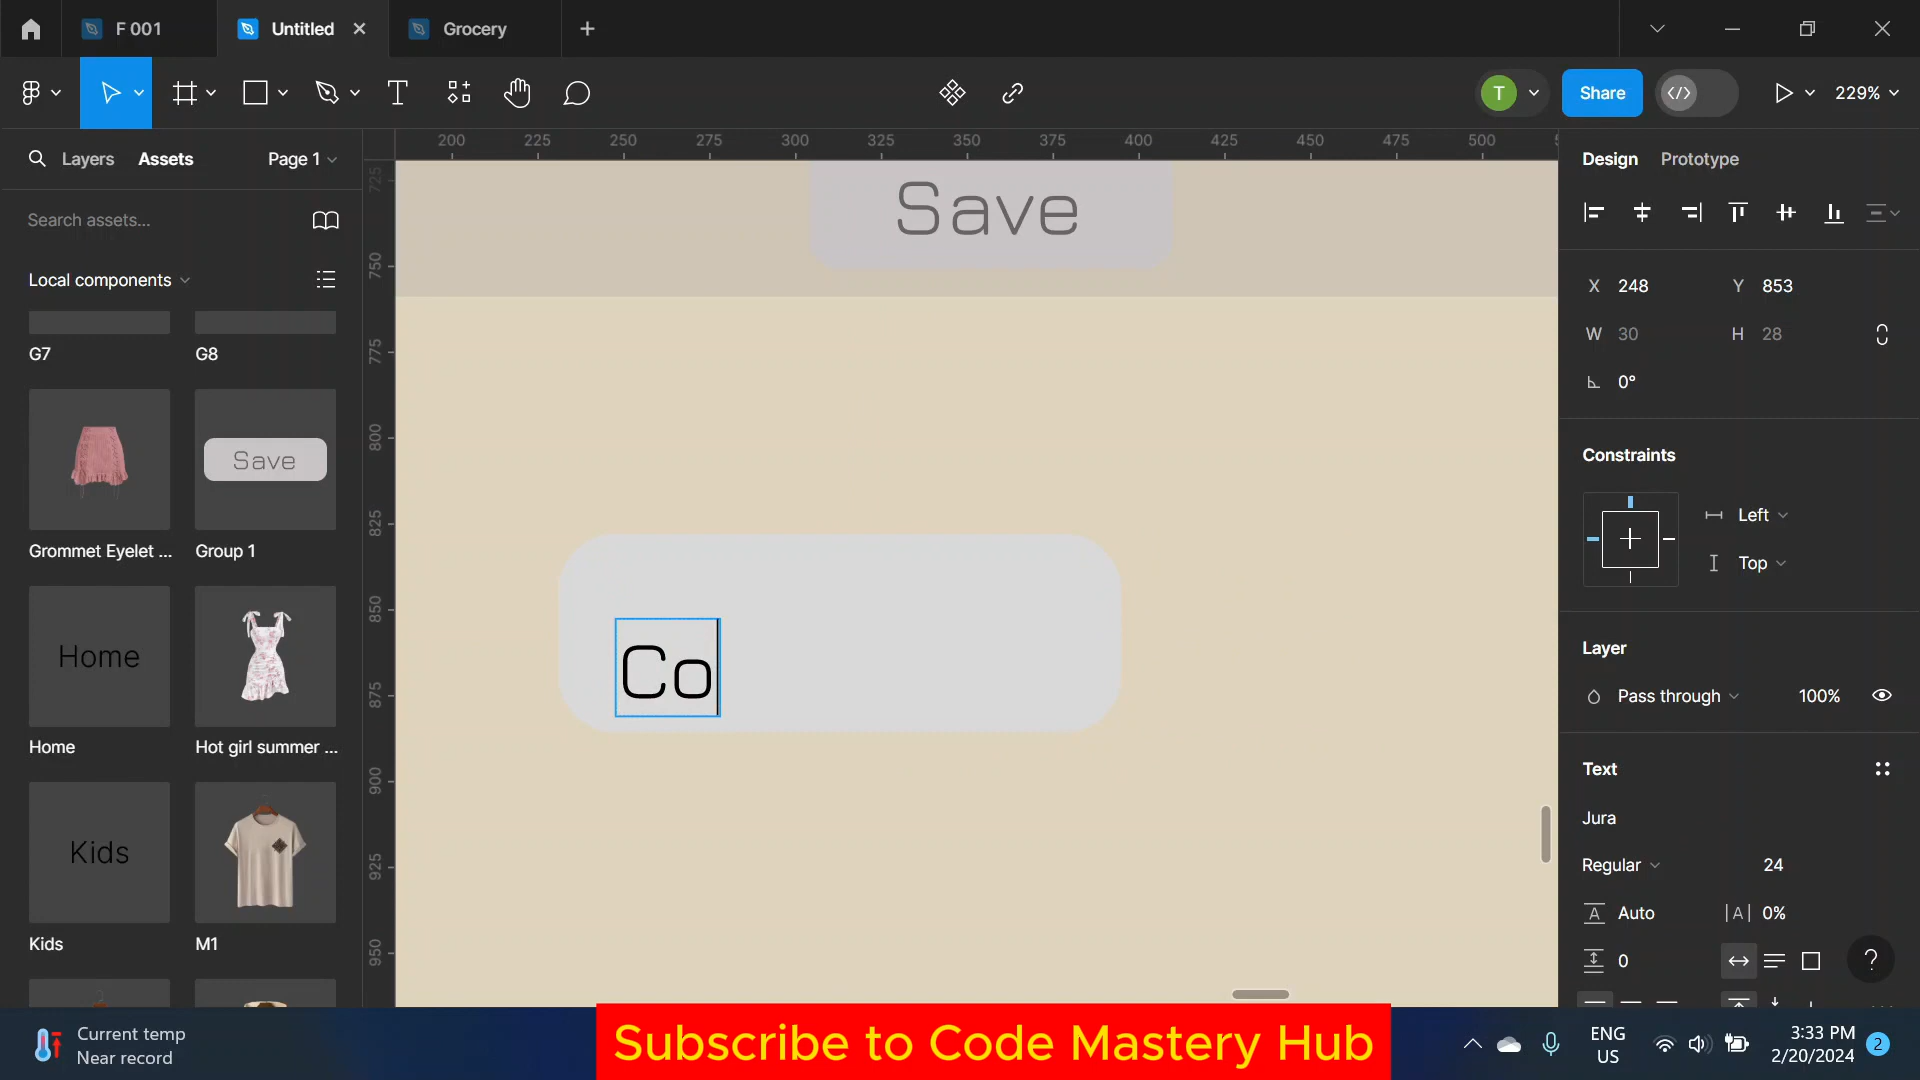 F 001
Untitled
Grocery
T
Share
229%
Layers
Assets
Page 1
Search assets...
Local components
G7
G8
Save
Grommet Eyelet ...
Group 1
Home
Home
Hot girl summer ...
Kids
Kids
M1
200 225 250 275 300 325 350 375 400 425 450 475 500
725
750
775
800
825
850
875
900
925
950
Save
Co
Design
Prototype
X 248
Y 853
W 30
H 28
0°
Constraints
Left
Top
Layer
Pass through
100%
Text
Jura
Regular
24
A Auto
|A| 0%
0
?
Current temp
Near record
Subscribe to Code Mastery Hub
ENG
US
3:33 PM
2/20/2024
2